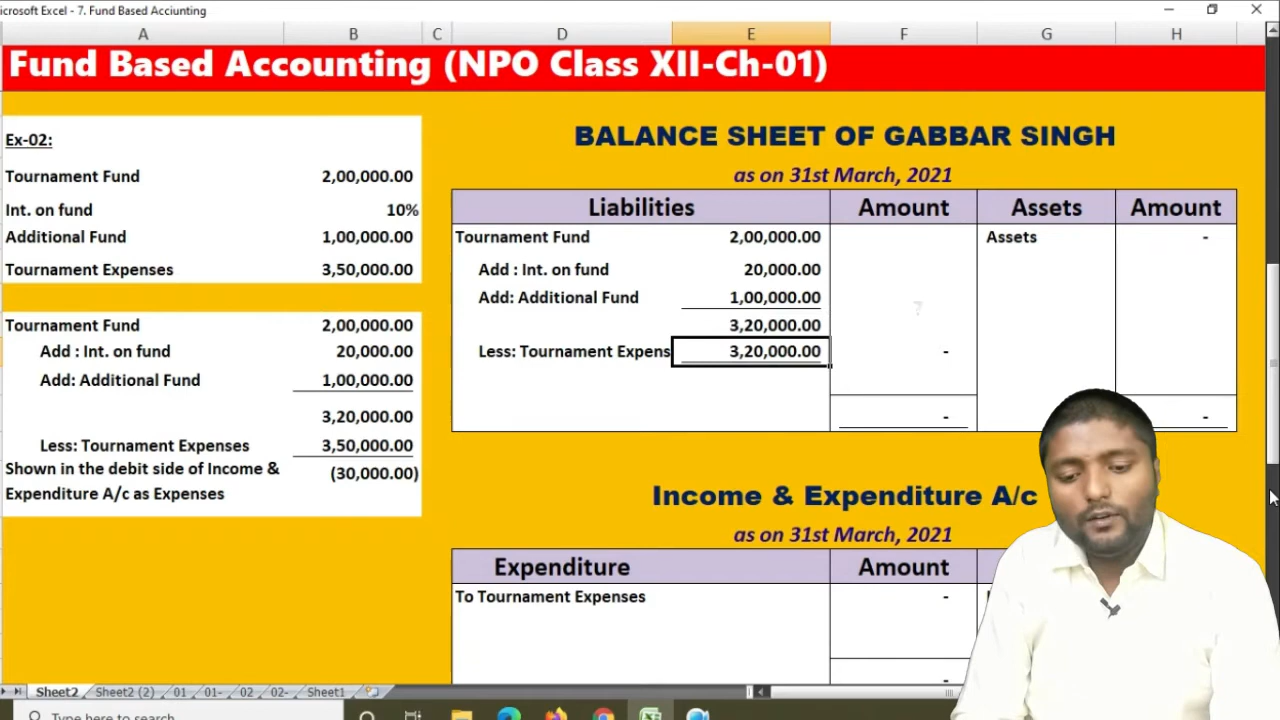 icrosoft Excel - 7. Fund Based Acciunting
A B C D E F G H
Fund Based Accounting (NPO Class XII-Ch-01)
Ex-02:
Tournament Fund 2,00,000.00
Int. on fund 10%
Additional Fund 1,00,000.00
Tournament Expenses 3,50,000.00
Tournament Fund 2,00,000.00
Add : Int. on fund 20,000.00
Add: Additional Fund 1,00,000.00
3,20,000.00
Less: Tournament Expenses 3,50,000.00
Shown in the debit side of Income & (30,000.00)
Expenditure A/c as Expenses
BALANCE SHEET OF GABBAR SINGH
as on 31st March, 2021
Liabilities Amount Assets Amount
Tournament Fund 2,00,000.00 Assets -
Add : Int. on fund 20,000.00
Add: Additional Fund 1,00,000.00
?
3,20,000.00
Less: Tournament Expens 3,20,000.00 -
- -
Income & Expenditure A/c
as on 31st March, 2021
Expenditure Amount
To Tournament Expenses -
-
Sheet2 Sheet2 (2) 01 01- 02 02- Sheet1
Type here to search